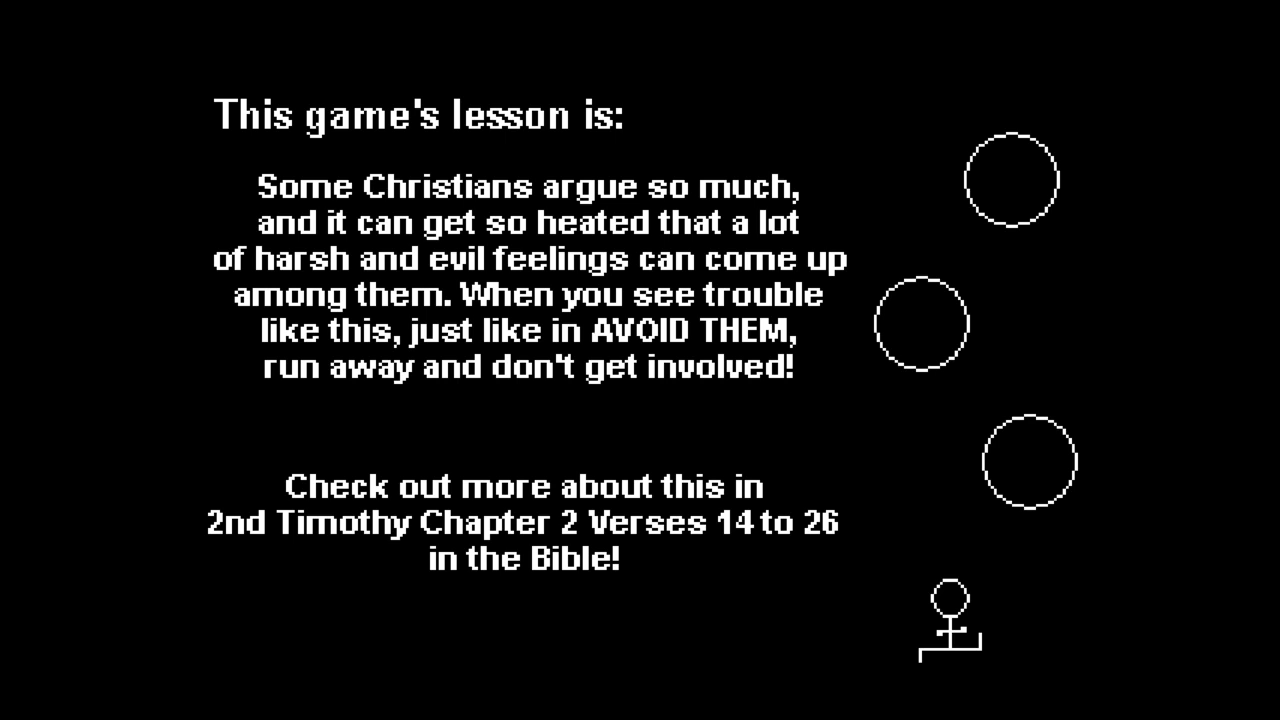 This game's lesson is:
Some Christians argue so much,
and it can get so heated that a lot
of harsh and evil feelings can come up
among them. When you see trouble
like this, just like in AVOID THEM,
run away and don't get involved!
Check out more about this in
2nd Timothy Chapter 2 Verses 14 to 26
in the Bible!